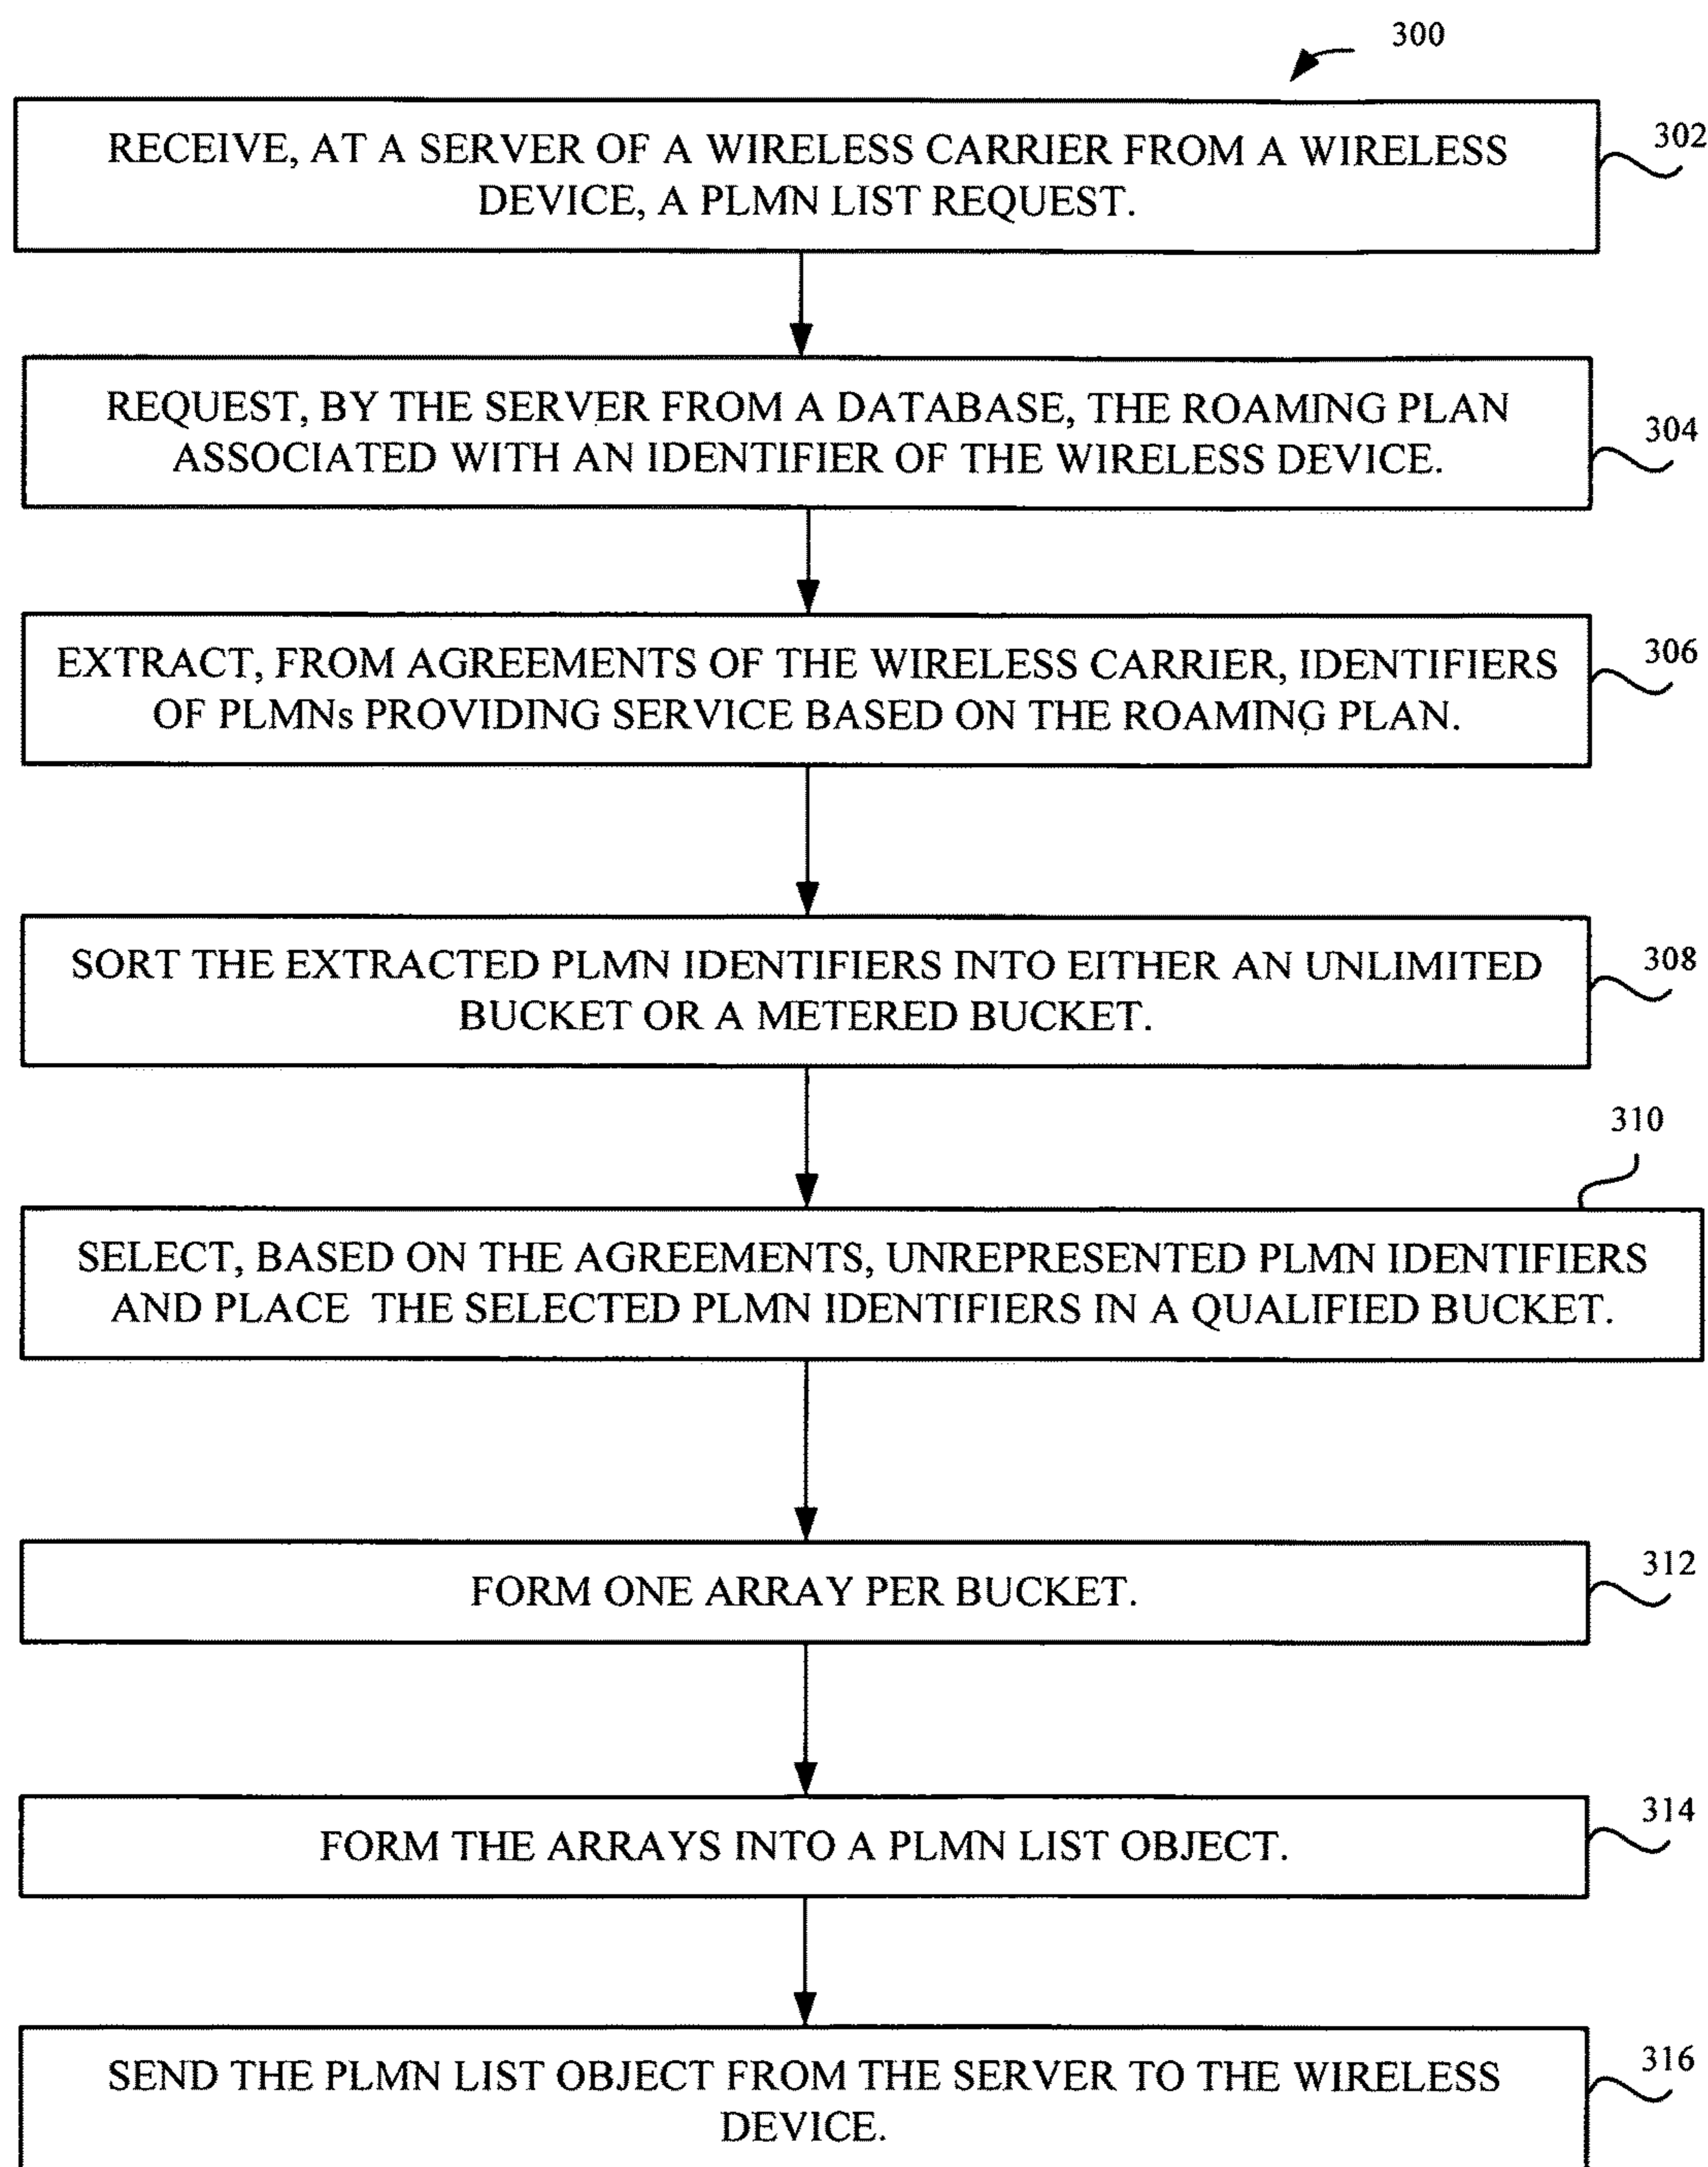 300
RECEIVE, AT A SERVER OF A WIRELESS CARRIER FROM A WIRELESS
DEVICE, A PLMN LIST REQUEST.
302
REQUEST, BY THE SERVER FROM A DATABASE, THE ROAMING PLAN
ASSOCIATED WITH AN IDENTIFIER OF THE WIRELESS DEVICE.
304
EXTRACT, FROM AGREEMENTS OF THE WIRELESS CARRIER, IDENTIFIERS
OF PLMNs PROVIDING SERVICE BASED ON THE ROAMING PLAN.
306
SORT THE EXTRACTED PLMN IDENTIFIERS INTO EITHER AN UNLIMITED
BUCKET OR A METERED BUCKET.
308
310
SELECT, BASED ON THE AGREEMENTS, UNREPRESENTED PLMN IDENTIFIERS
AND PLACE THE SELECTED PLMN IDENTIFIERS IN A QUALIFIED BUCKET.
FORM ONE ARRAY PER BUCKET.
312
FORM THE ARRAYS INTO A PLMN LIST OBJECT.
314
SEND THE PLMN LIST OBJECT FROM THE SERVER TO THE WIRELESS
DEVICE.
316